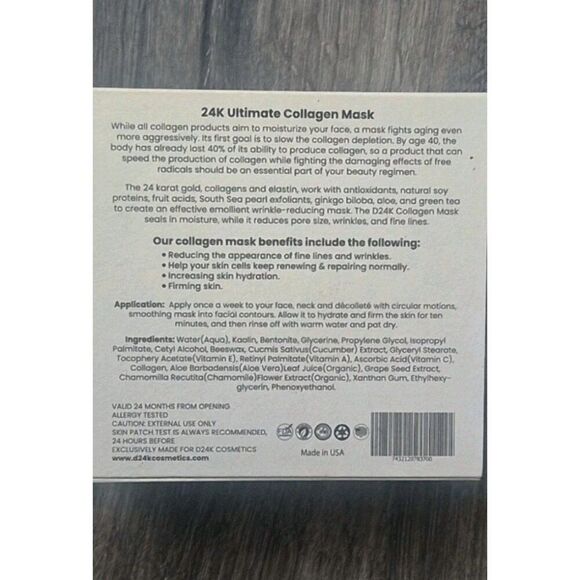 24K Ultimate Collagen Mask
While all collagen products aim to moisturize your face, a mask fights aging even
more aggressively. Its first goal is to slow the collagen depletion. By age 40, the
body has already lost 40% of its ability to produce collagen, so a product that can
speed the production of collagen while fighting the damaging effects of free
radicals should be an essential part of your beauty regimen.
The 24 karat gold, collagens and elastin, work with antioxidants, natural soy
proteins, fruit acids, South Sea pearl exfoliants, ginkgo biloba, aloe, and green tea
to create an effective emollient wrinkle-reducing mask. The D24K Collagen Mask
seals in moisture, while it reduces pore size, wrinkles, and fine lines.
Our collagen mask benefits include the following:
• Reducing the appearance of fine lines and wrinkles.
• Help your skin cells keep renewing & repairing normally.
• Increasing skin hydration.
• Firming skin.
Application: Apply once a week to your face, neck and décolleté with circular motions,
smoothing mask into facial contours. Allow it to hydrate and firm the skin for ten
minutes, and then rinse off with warm water and pat dry.
Ingredients: Water(Aqua), Kaolin, Bentonite, Glycerine, Propylene Glycol, Isopropyl
Palmitate, Cetyl Alcohol, Beeswax, Cucmis Sativus(Cucumber) Extract, Glyceryl Stearate,
Tocophery Acetate(Vitamin E), Retinyl Palmitate(Vitamin A), Ascorbic Acid(Vitamin C),
Collagen, Aloe Barbadensis(Aloe Vera)Leaf Juice(Organic), Grape Seed Extract,
Chamomilla Recutita(Chamomile)Flower Extract(Organic), Xanthan Gum, Ethylhexy-
glycerin, Phenoxyethanol.
VALID 24 MONTHS FROM OPENING
ALLERGY TESTED
CAUTION: EXTERNAL USE ONLY
SKIN PATCH TEST IS ALWAYS RECOMMENDED,
24 HOURS BEFORE
EXCLUSIVELY MADE FOR D24K COSMETICS
www.d24kcosmetics.com
FDA
Made in USA